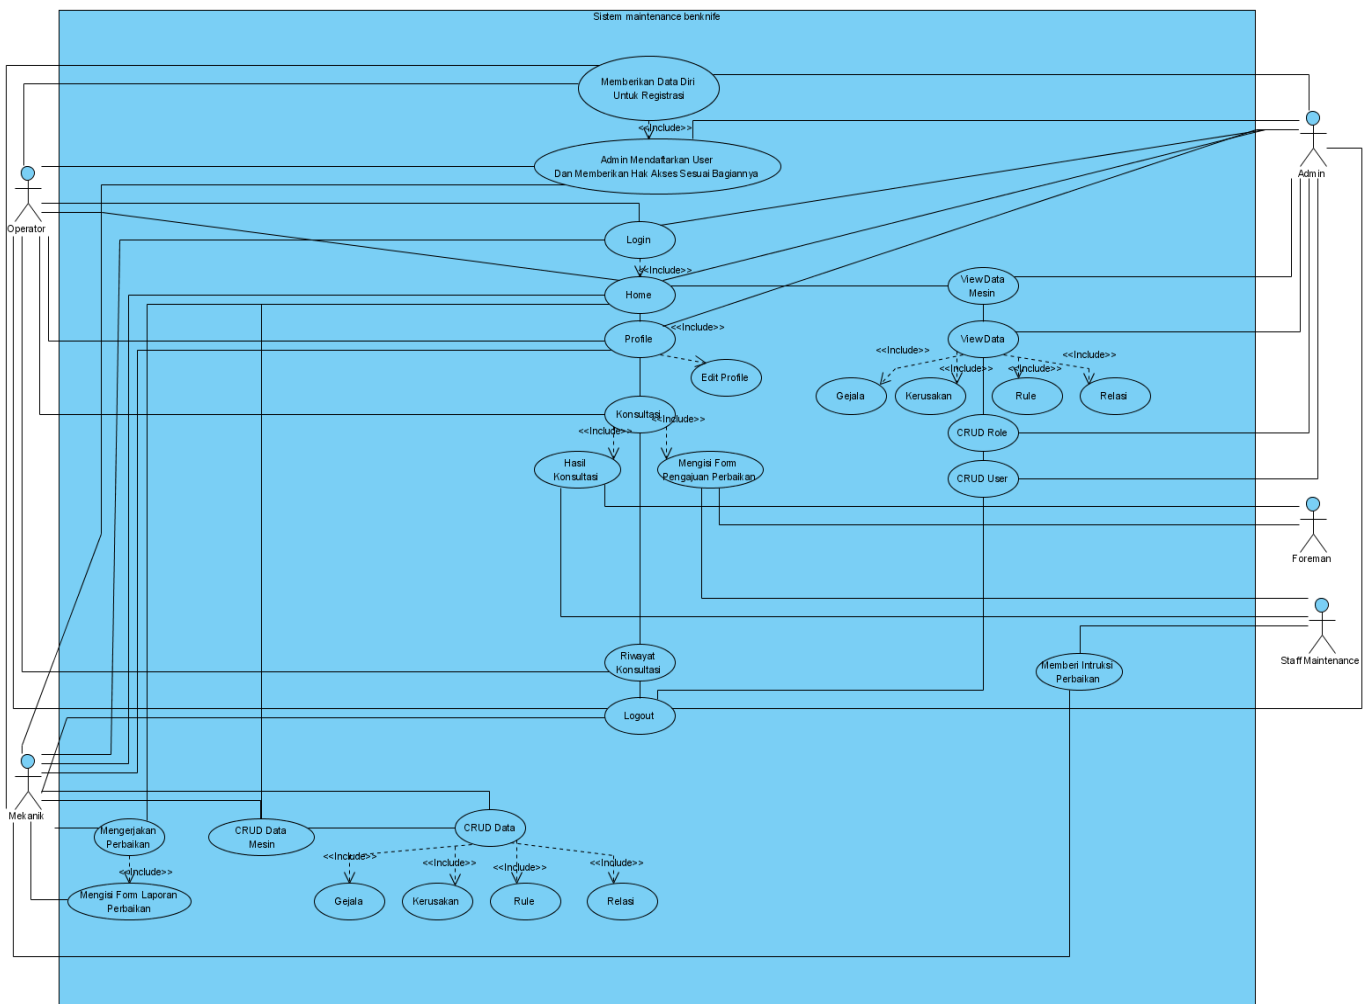 Sistem maintenance benknife
Memberikan Data Diri
Untuk Registrasi
<<Include>>
Admin Mendaftarkan User
Dan Memberikan Hak Akses Sesuai Bagiannya
Admin
Operator
Login
<<Include>>
Home
View Data
Mesin
Profile
<<Include>>
Edit Profile
View Data
<<Include>>
<<Include>>
<<Include>>
<<Include>>
Gejala
Kerusakan
Rule
Relasi
Konsultasi
<<Include>>
<<Include>>
CRUD Role
Hasil
Konsultasi
Mengisi Form
Pengajuan Perbaikan
CRUD User
Foreman
Staff Maintenance
Riwayat
Konsultasi
Memberi Intruksi
Perbaikan
Logout
Mekanik
Mengerjakan
Perbaikan
CRUD Data
Mesin
CRUD Data
<<Include>>
<<Include>>
<<Include>>
<<Include>>
<<Include>>
Mengisi Form Laporan
Perbaikan
Gejala
Kerusakan
Rule
Relasi